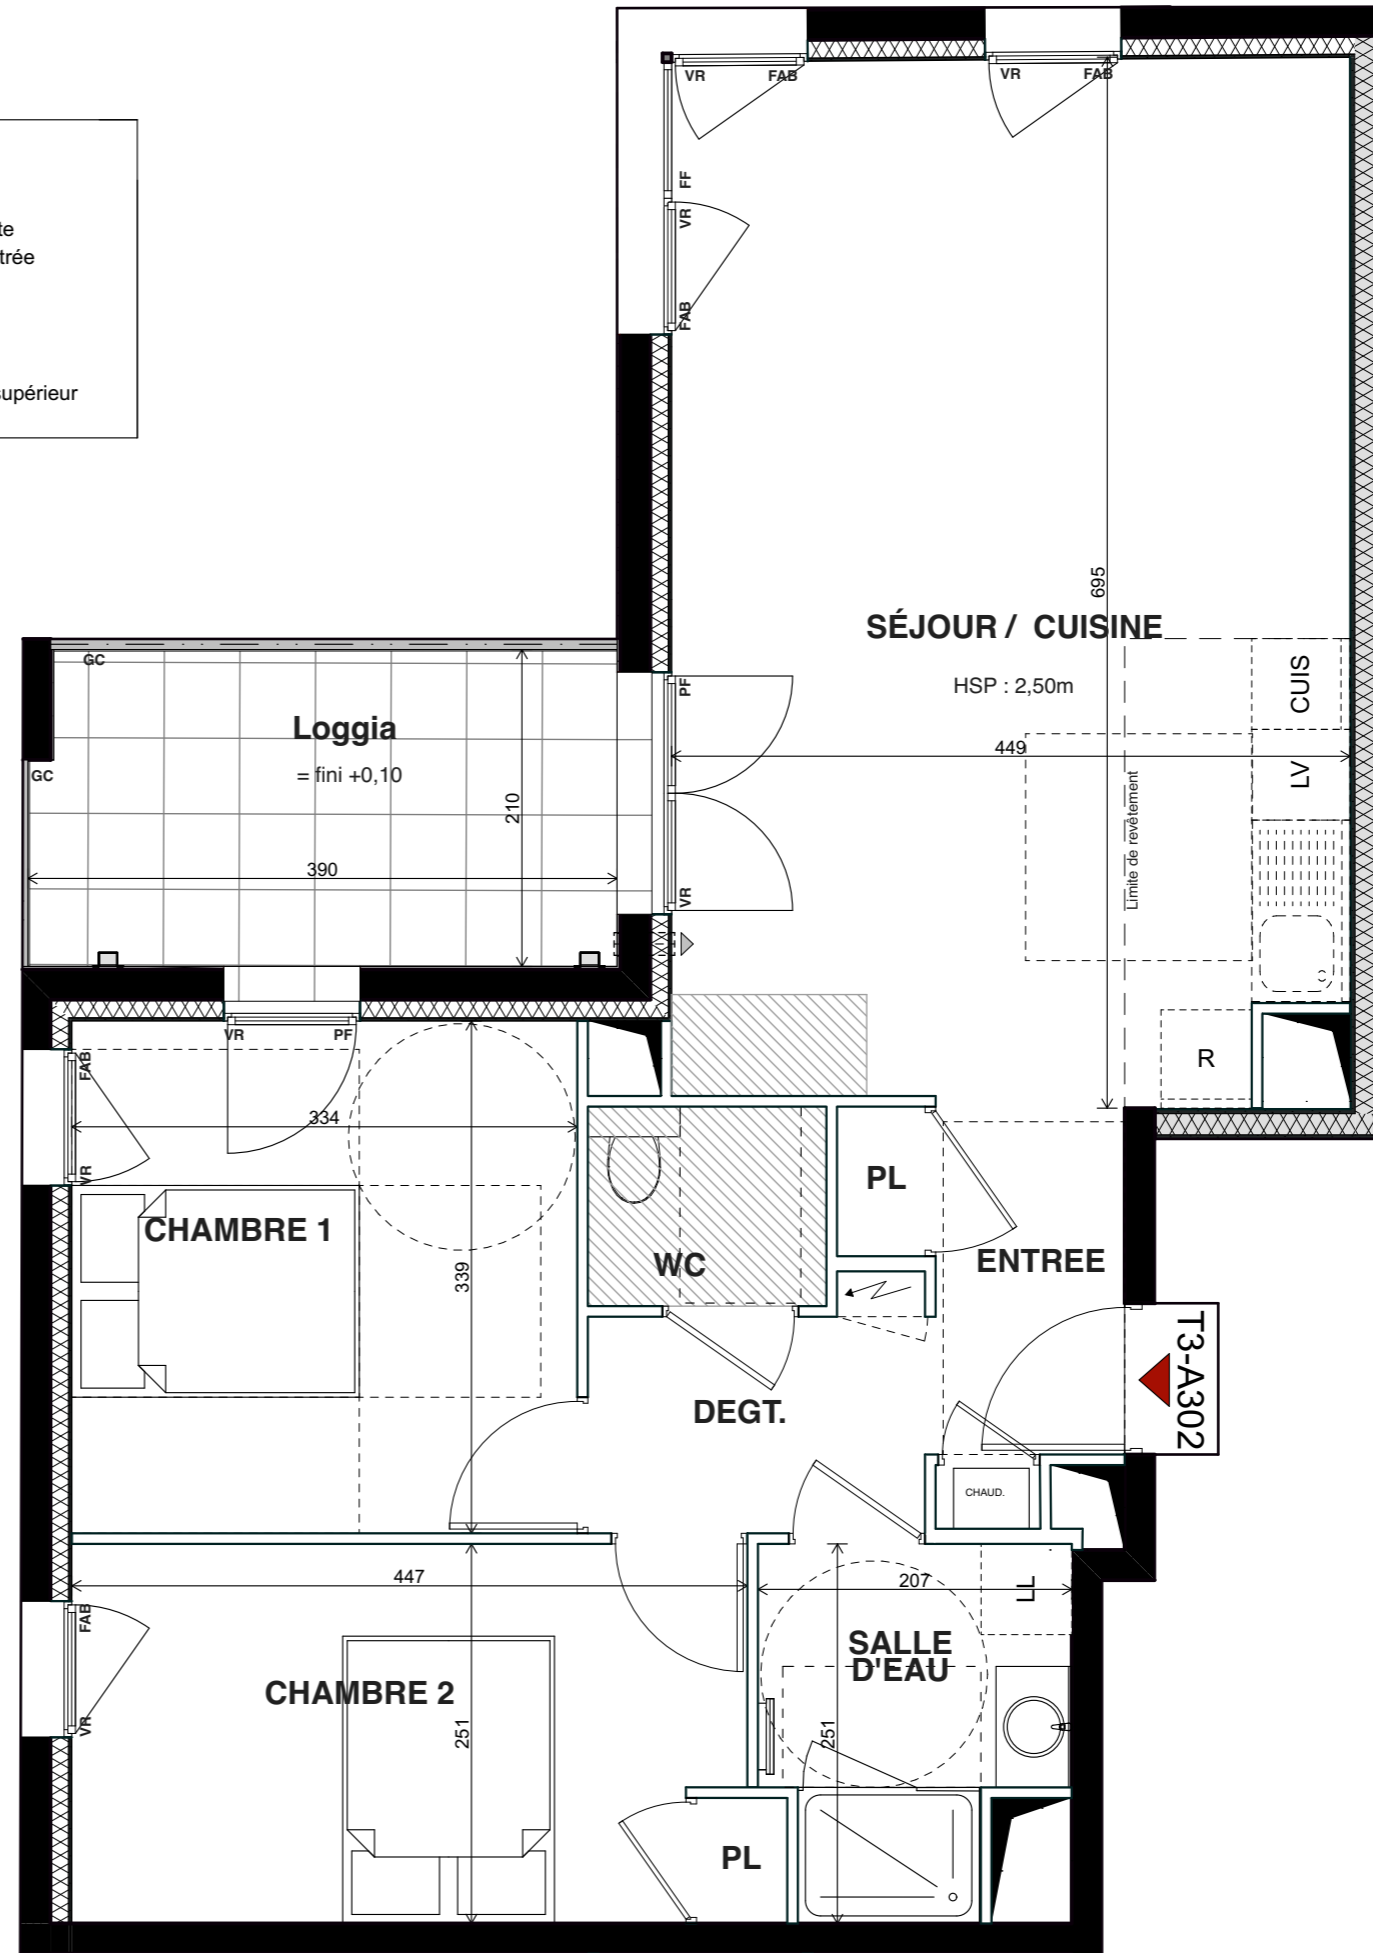 te
trée
supérieur
VR
FAB
VR
FAB
FF
VR
FAB
695
SÉJOUR / CUISINE
HSP : 2,50m
449
Limite de revêtement
CUIS
LV
R
PF
VR
GC
GC
Loggia
= fini +0,10
210
390
VR
PF
FAB
VR
334
339
CHAMBRE 1
WC
PL
ENTREE
T3-A302
DEGT.
CHAUD.
447
207
LL
FAB
VR
SALLE
D'EAU
CHAMBRE 2
251
251
PL